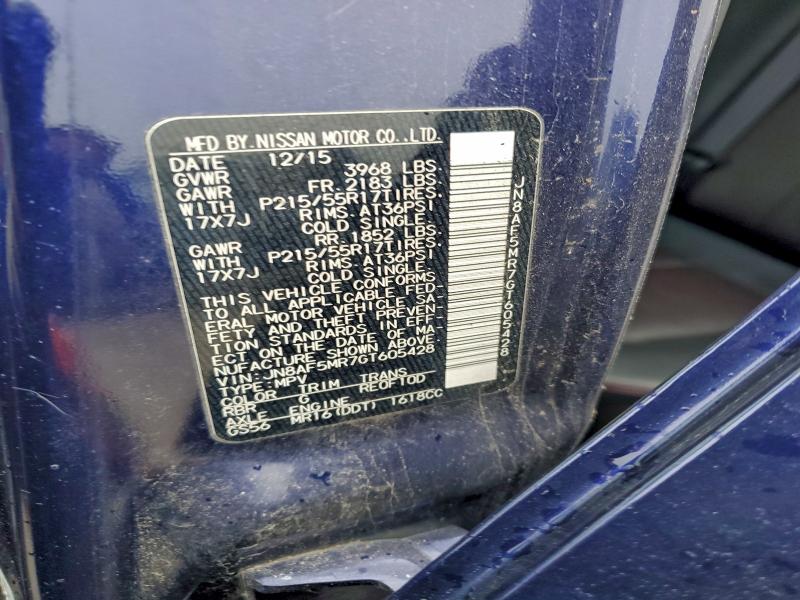 MFD BY.NISSAN MOTOR CO.,LTD.
DATE 12/15
GVWR 3968 LBS
GAWR FR. 2183 LBS.
WITH P215/55R17TIRES.
17X7J RIMS AT36PSI
COLD SINGLE.
GAWR RR 1852 LBS.
WITH P215/55R17TIRES.
17X7J RIMS AT36PSI
COLD SINGLE
THIS VEHICLE CONFORMS
TO ALL APPLICABLE FED-
ERAL MOTOR VEHICLE SA-
FETY AND THEFT PREVEN-
TION STANDARDS IN EFF-
ECT ON THE DATE OF MA-
NUFACTURE SHOWN ABOVE
VIN:JN8AF5MR7GT605428
TYPE:MPV
COLOR TRIM TRANS
RBR G REOF10D
AXLE ENGINE
GS56 MR16(DDT) 1618CC
JN8AF5MR7GT605428